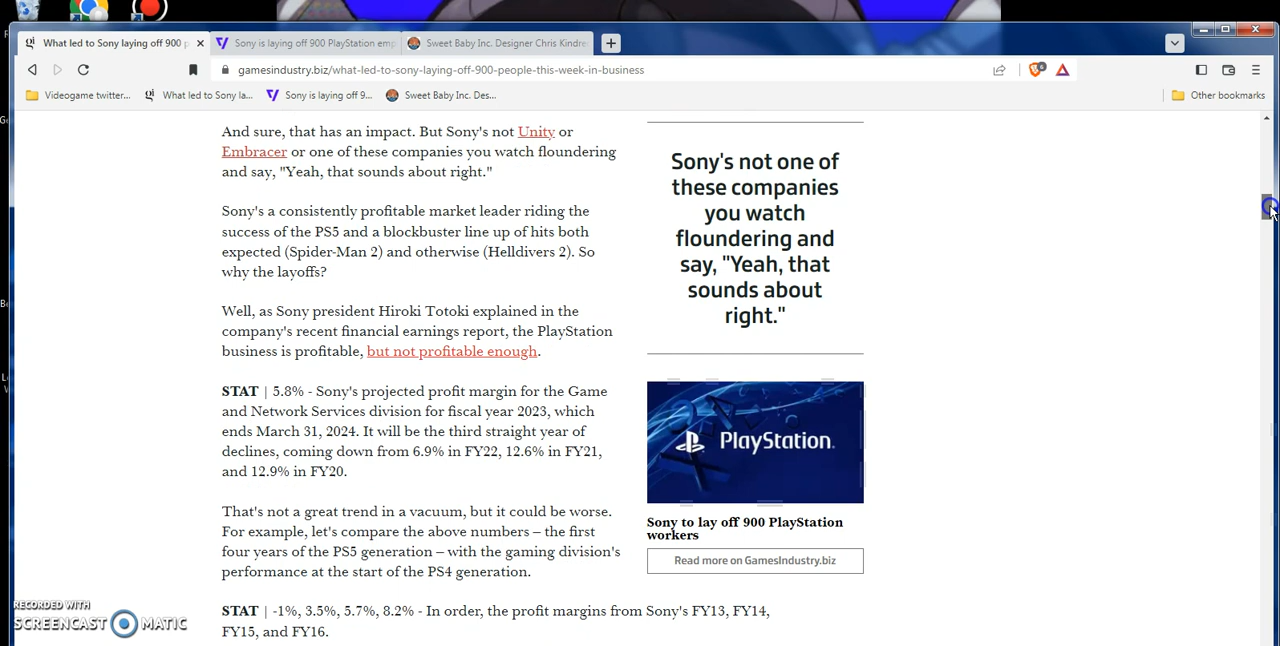 What led to Sony laying off 900 p
Sony is laying off 900 PlayStation emp
Sweet Baby Inc. Designer Chris Kindre
gamesindustry.biz/what-led-to-sony-laying-off-900-people-this-week-in-business
Videogame twitter...
What led to Sony la...
Sony is laying off 9...
Sweet Baby Inc. Des...
Other bookmarks
And sure, that has an impact. But Sony's not Unity or
Embracer or one of these companies you watch floundering
and say, "Yeah, that sounds about right."
Sony's a consistently profitable market leader riding the
success of the PS5 and a blockbuster line up of hits both
expected (Spider-Man 2) and otherwise (Helldivers 2). So
why the layoffs?
Well, as Sony president Hiroki Totoki explained in the
company's recent financial earnings report, the PlayStation
business is profitable, but not profitable enough.
STAT | 5.8% - Sony's projected profit margin for the Game
and Network Services division for fiscal year 2023, which
ends March 31, 2024. It will be the third straight year of
declines, coming down from 6.9% in FY22, 12.6% in FY21,
and 12.9% in FY20.
That's not a great trend in a vacuum, but it could be worse.
For example, let's compare the above numbers – the first
four years of the PS5 generation – with the gaming division's
performance at the start of the PS4 generation.
STAT | -1%, 3.5%, 5.7%, 8.2% - In order, the profit margins from Sony's FY13, FY14,
FY15, and FY16.
Sony's not one of
these companies
you watch
floundering and
say, "Yeah, that
sounds about
right."
PlayStation.
Sony to lay off 900 PlayStation
workers
Read more on GamesIndustry.biz
RECORDED WITH
SCREENCAST MATIC